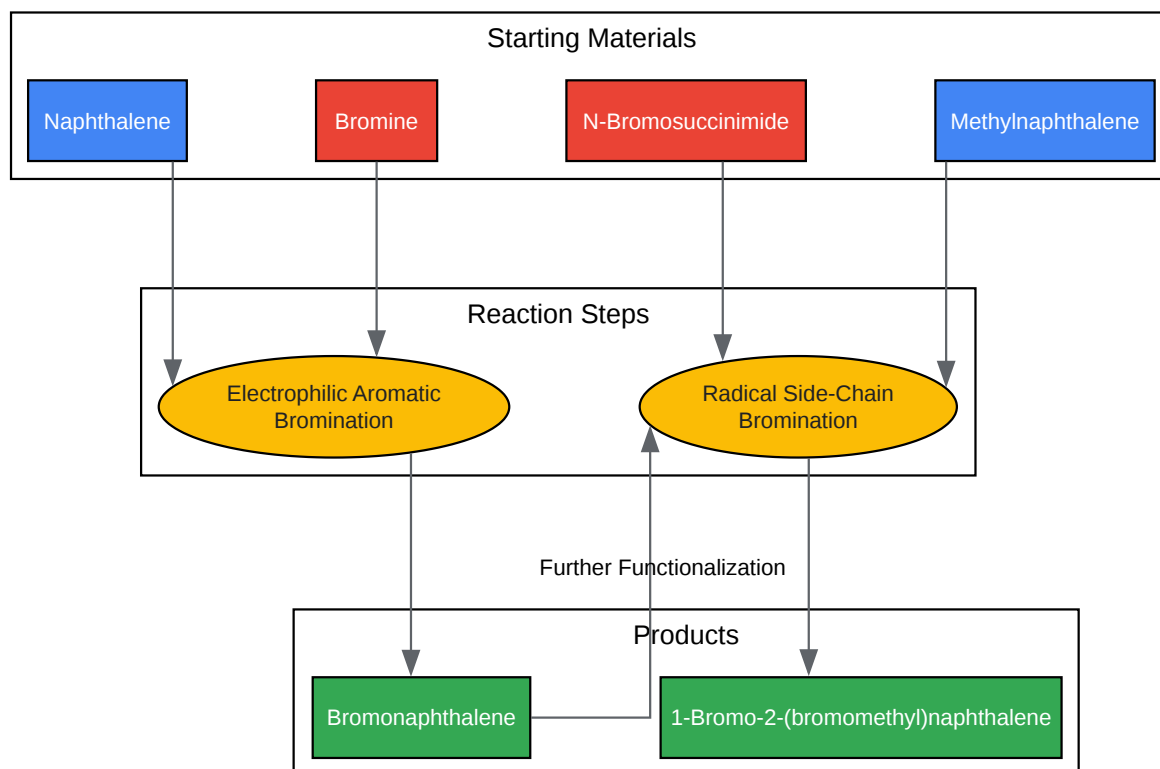 Starting Materials
Naphthalene
Bromine
N-Bromosuccinimide
Methylnaphthalene
Reaction Steps
Electrophilic Aromatic
Bromination
Radical Side-Chain
Bromination
Further Functionalization
Products
Bromonaphthalene
1-Bromo-2-(bromomethyl)naphthalene